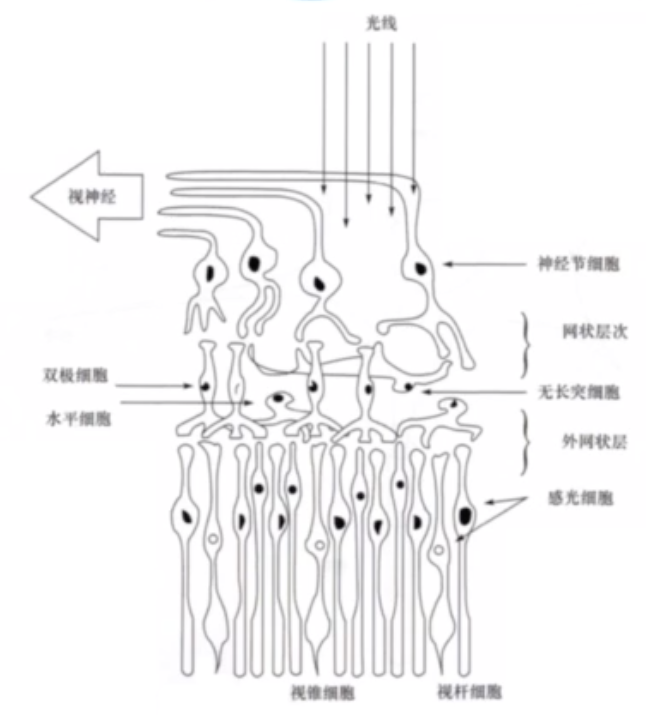 光线
视神经
神经节细胞
网状层次
双极细胞
无长突细胞
水平细胞
外网状层
感光细胞
视锥细胞
视杆细胞